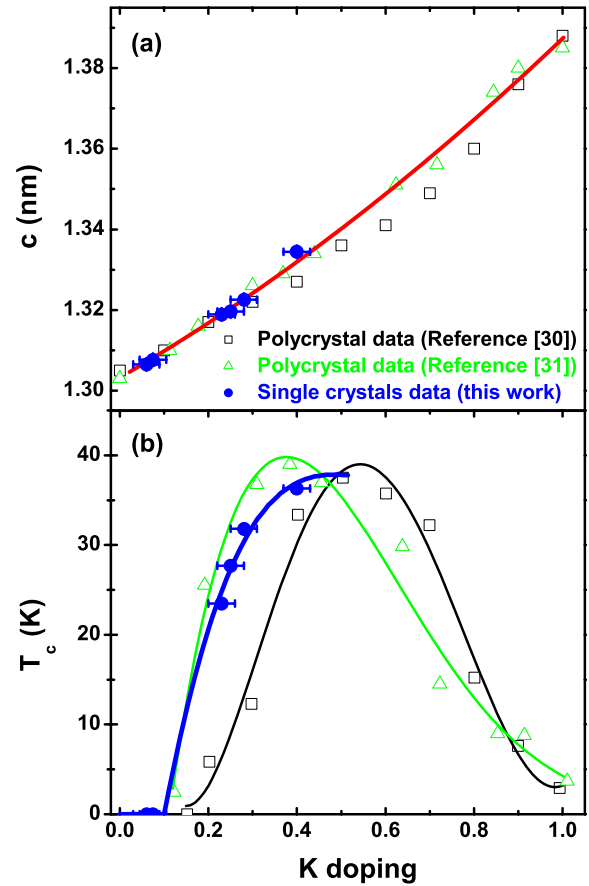 (a)
1.38
1.36
1.34
1.32
1.30
c (nm)
Polycrystal data (Reference [30])
Polycrystal data (Reference [31])
Single crystals data (this work)
(b)
40
30
20
10
0
T c (K)
0.0 0.2 0.4 0.6 0.8 1.0
K doping